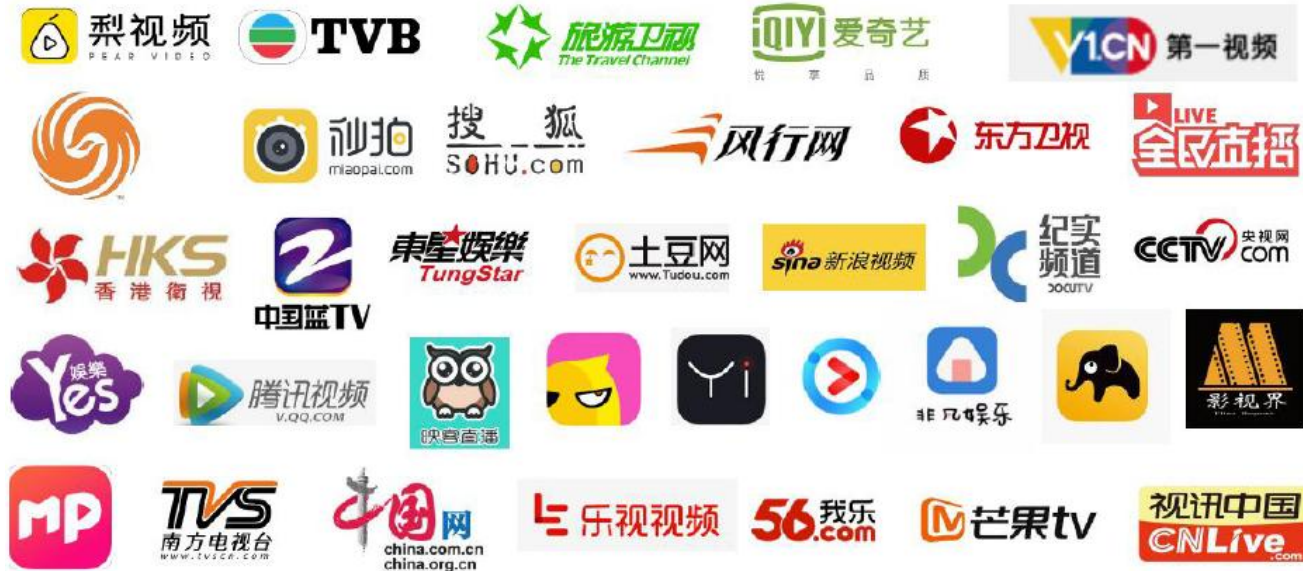 梨视频
PEAR VIDEO
TVB
旅游卫视
The Travel Channel
iQIYI 爱奇艺
悦 享 品 质
V1.CN 第一视频
秒拍
miaopai.com
搜 狐
SOHU.com
风行网
东方卫视
LIVE
全民直播
HKS
香港衛視
中国蓝TV
東星娛樂
TungStar
土豆网
www.Tudou.com
sina 新浪视频
纪实
频道
DOCUTV
CCTV 央视网
com
Yes 娛樂
腾讯视频
V.QQ.COM
映客直播
Yi
非凡娱乐
影视界
MP
TVS
南方电视台
www.tvscn.com
中国网
china.com.cn
china.org.cn
乐视视频
56 我乐
.com
芒果tv
视讯中国
CNLive
.com